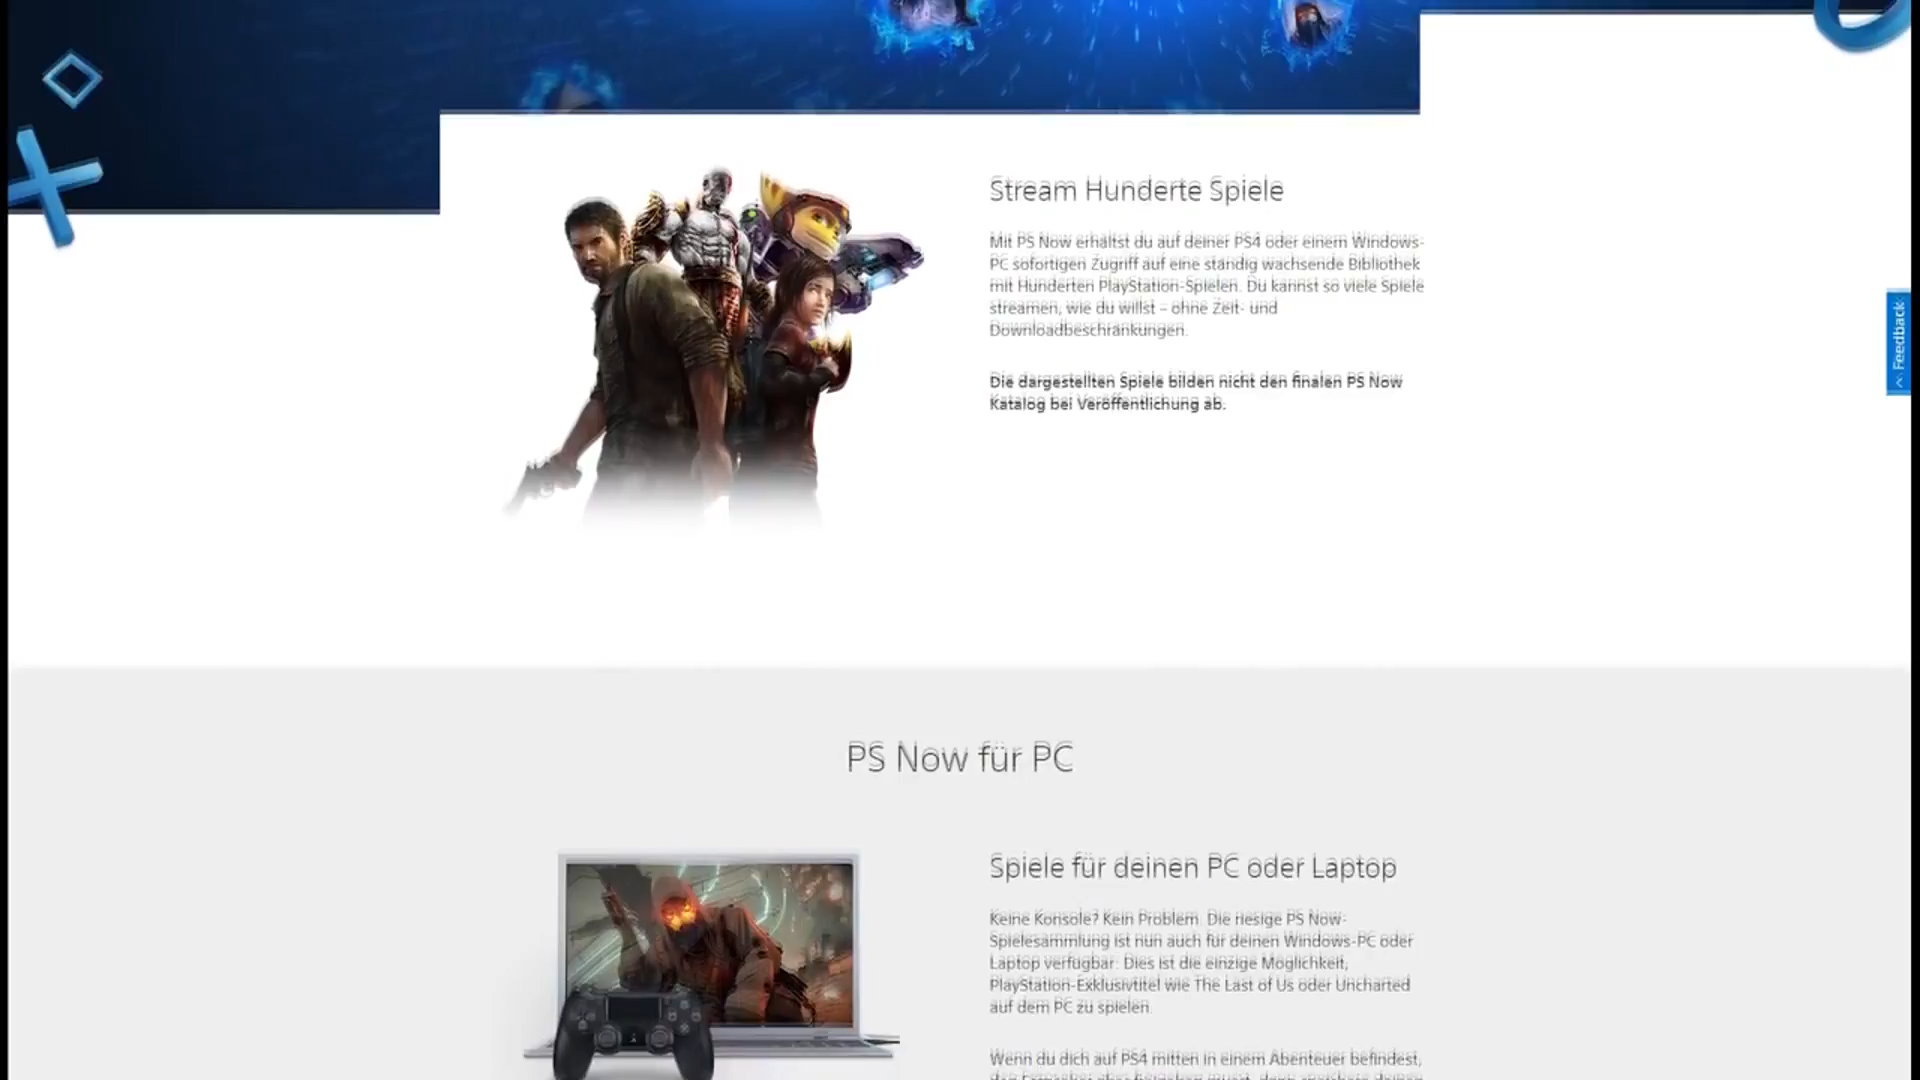 Stream Hunderte Spiele
Mit PS Now erhältst du auf deiner PS4 oder einem Windows-
PC sofortigen Zugriff auf eine ständig wachsende Bibliothek
mit Hunderten PlayStation-Spielen. Du kannst so viele Spiele
streamen, wie du willst – ohne Zeit- und
Downloadbeschränkungen.
Die dargestellten Spiele bilden nicht den finalen PS Now
Katalog bei Veröffentlichung ab.
Feedback
PS Now für PC
Spiele für deinen PC oder Laptop
Keine Konsole? Kein Problem. Die riesige PS Now-
Spielesammlung ist nun auch für deinen Windows-PC oder
Laptop verfügbar. Dies ist die einzige Möglichkeit,
PlayStation-Exklusivtitel wie The Last of Us oder Uncharted
auf dem PC zu spielen.
Wenn du dich auf PS4 mitten in einem Abenteuer befindest,